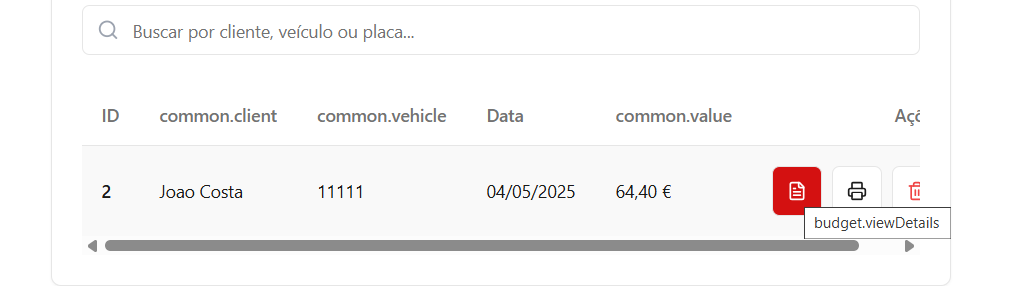 Buscar por cliente, veículo ou placa...
ID common.client common.vehicle Data common.value Açõ
2 Joao Costa 11111 04/05/2025 64,40 €
budget.viewDetails